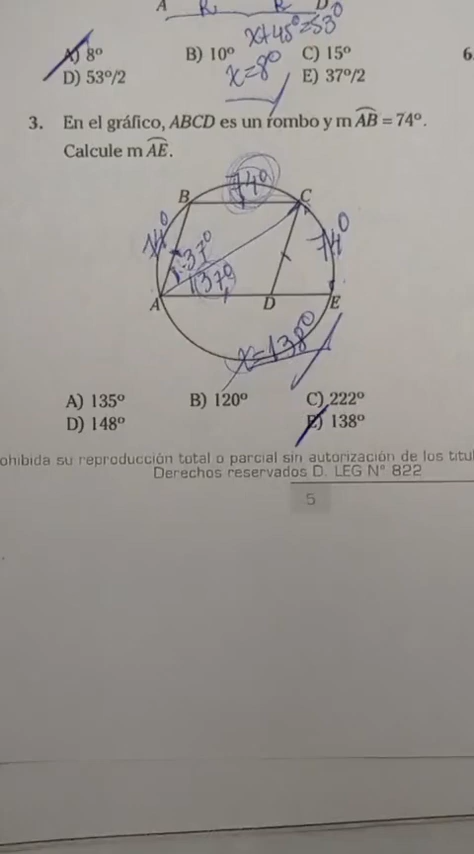 A R R D
x+45°=53°
A) 8° B) 10° C) 15° 6
x=8°
D) 53°/2 E) 37°/2
3. En el gráfico, ABCD es un rombo y m AB = 74°.
Calcule m AE.
74°
B C
74° 74°
37°
37°
A D E
x=138°
A) 135° B) 120° C) 222°
D) 148° E) 138°
ohibida su reproducción total o parcial sin autorización de los titul
Derechos reservados D. LEG Nº 822
5